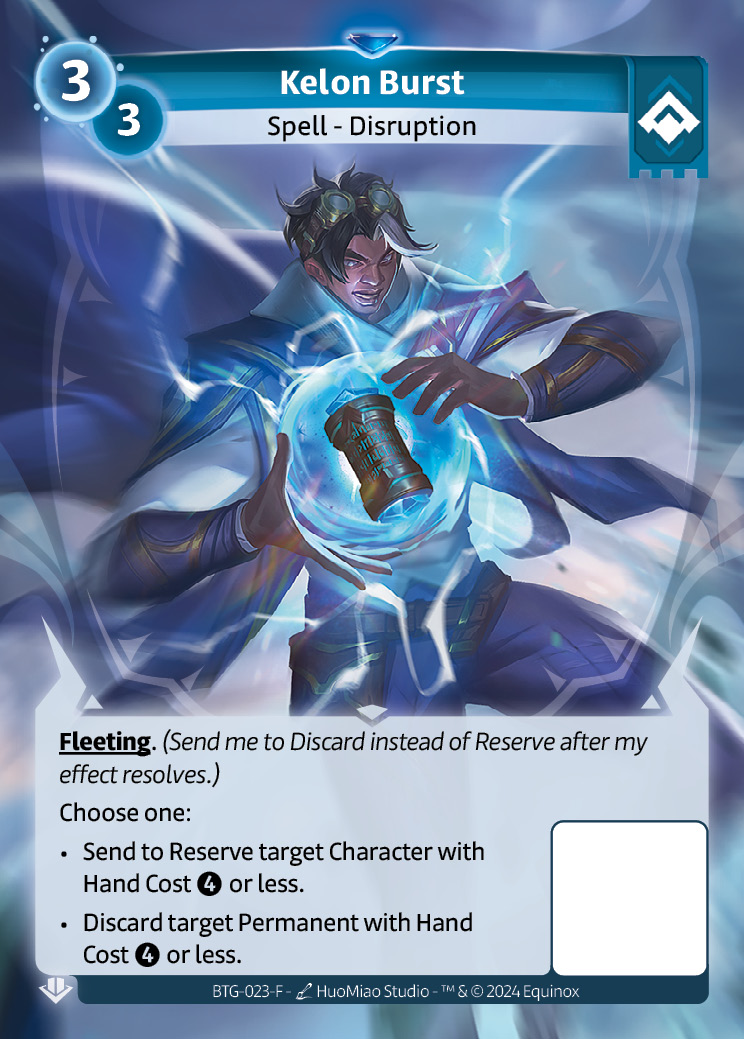 3
3
Kelon Burst
Spell - Disruption
Fleeting. (Send me to Discard instead of Reserve after my
effect resolves.)
Choose one:
• Send to Reserve target Character with
Hand Cost 4 or less.
• Discard target Permanent with Hand
Cost 4 or less.
BTG-023-F - HuoMiao Studio - ™ & © 2024 Equinox